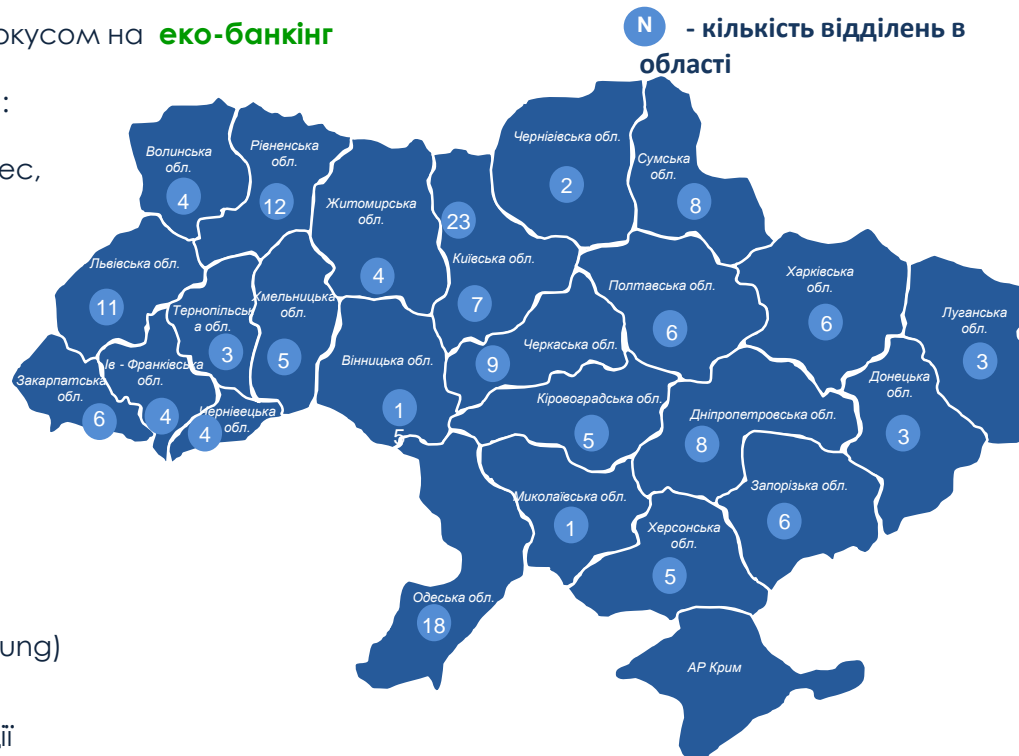 окусом на еко-банкінг
:
ес,
ung)
ії
N - кількість відділень в
області
Волинська
обл.
4
Рівненська
обл.
12
Житомирська
обл.
4
23
Київська обл.
7
Чернігівська обл.
2
Сумська
обл.
8
Львівська обл.
11
Тернопільськ
а обл.
3
Хмельницька
обл.
5
Вінницька обл.
1
5
Черкаська обл.
9
Полтавська обл.
6
Харківська
обл.
6
Луганська
обл.
3
Закарпатська
обл.
6
Ів - Франківська
обл.
4
Чернівецька
обл.
4
Кіровоградська обл.
5
Дніпропетровська обл.
8
Донецька
обл.
3
Миколаївська обл.
1
Запорізька обл.
6
Херсонська
обл.
5
Одеська обл.
18
АР Крим